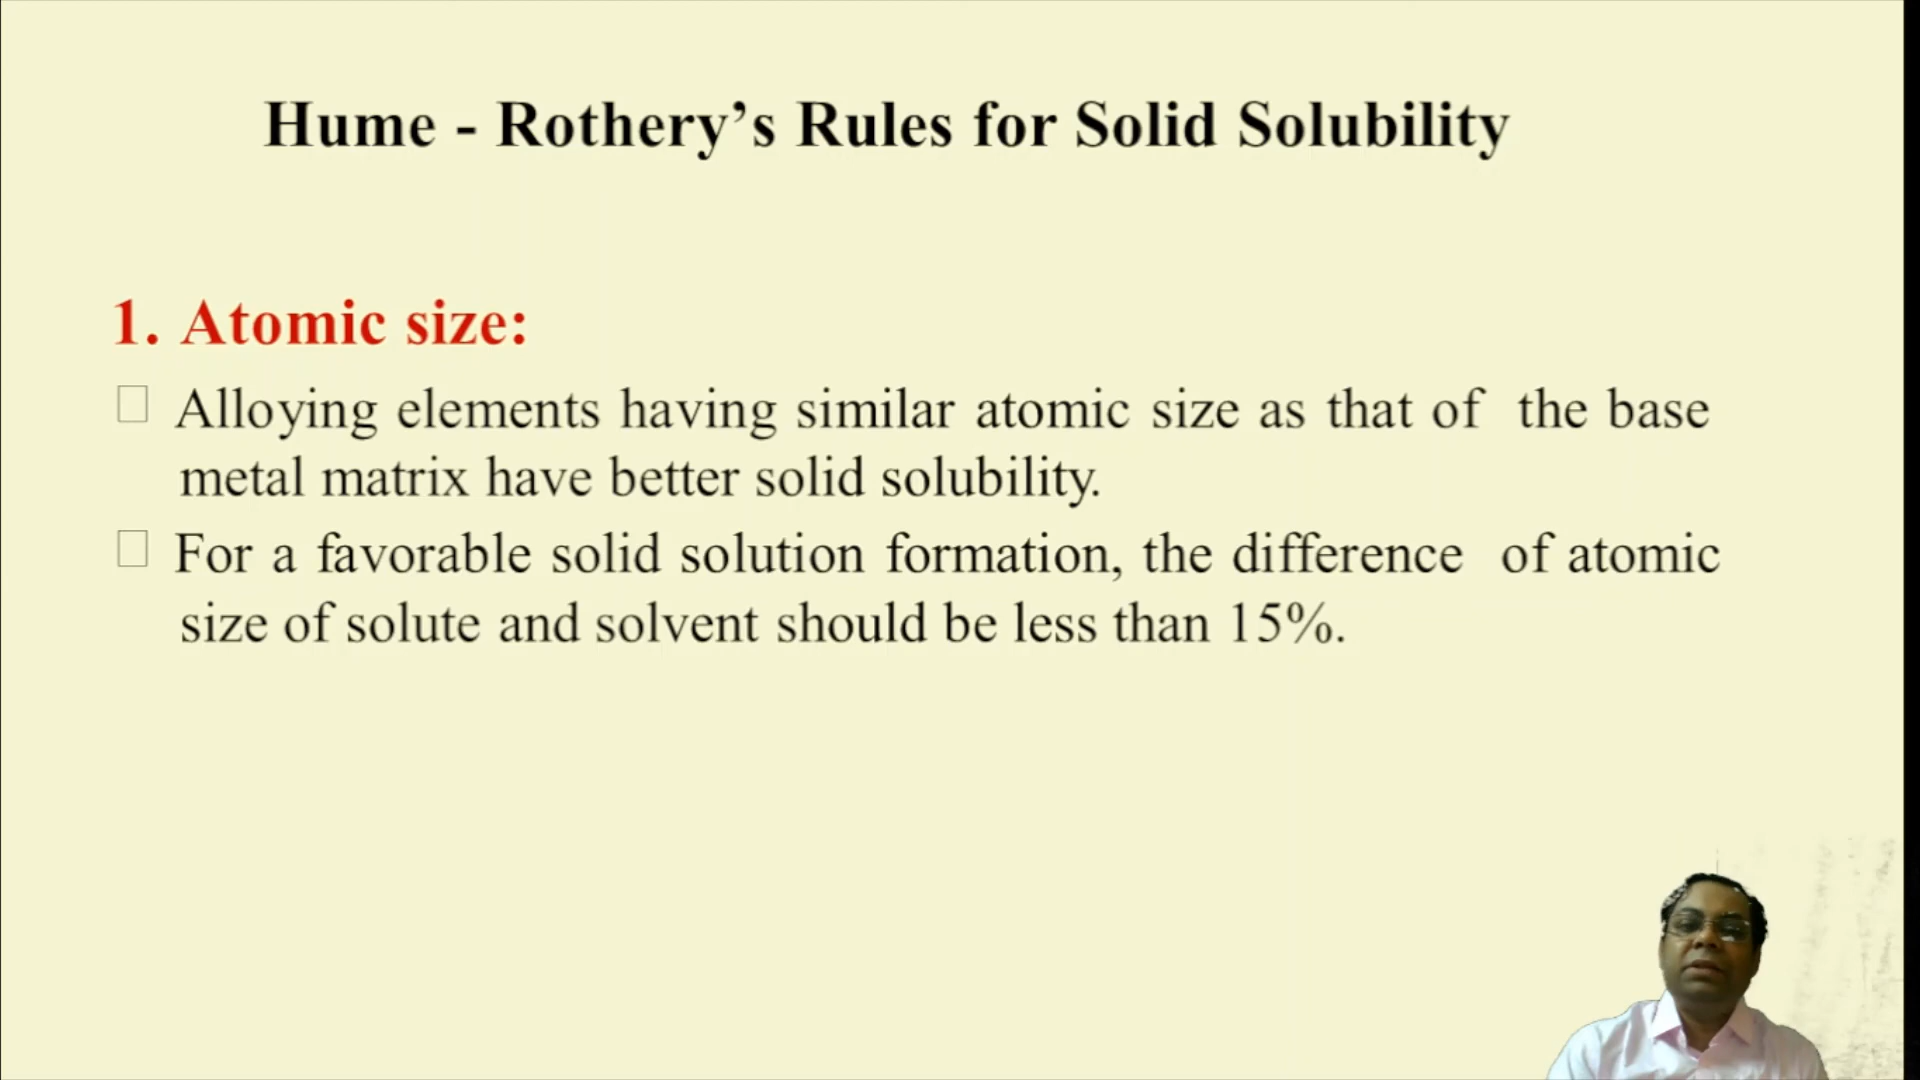 Hume - Rothery’s Rules for Solid Solubility
1. Atomic size:
Alloying elements having similar atomic size as that of the base
metal matrix have better solid solubility.
For a favorable solid solution formation, the difference of atomic
size of solute and solvent should be less than 15%.